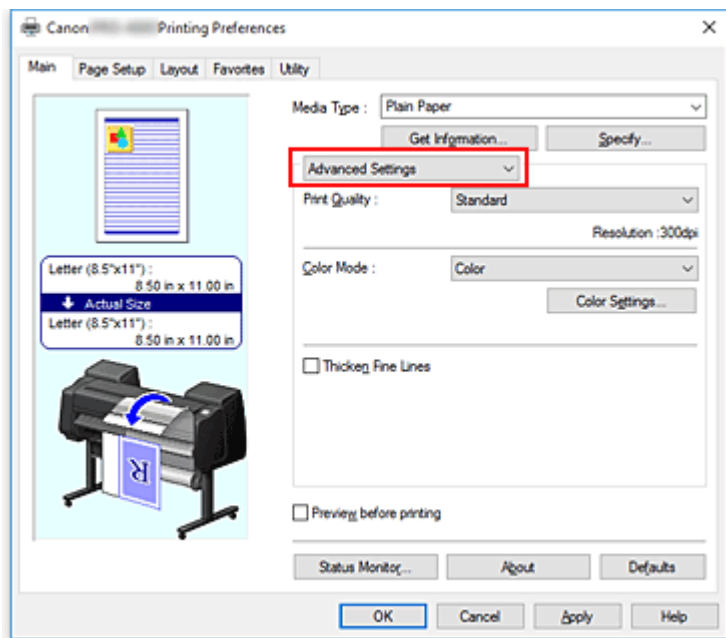 Canon Printing Preferences
Main Page Setup Layout Favorites Utility
Media Type : Plain Paper
Get Information... Specify...
Advanced Settings
Print Quality : Standard
Resolution :300dpi
Color Mode : Color
Color Settings...
Thicken Fine Lines
Letter (8.5"x11") :
8.50 in x 11.00 in
Actual Size
Letter (8.5"x11") :
8.50 in x 11.00 in
R
Preview before printing
Status Monitor... About Defaults
OK Cancel Apply Help